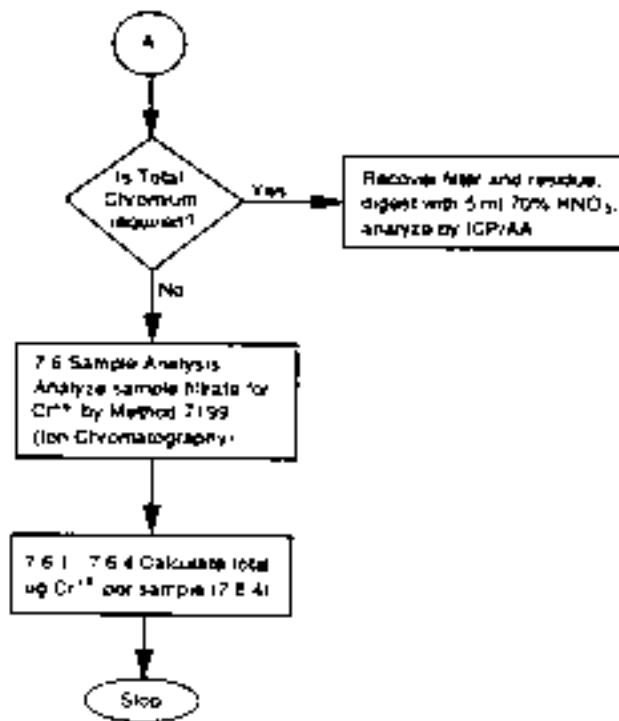 A
Is Total
Chromium
required?
Yes
Recover filter and residue,
digest with 5 ml 70% HNO3,
analyze by ICP/AA
No
7.6 Sample Analysis
Analyze sample filtrate for
Cr+6 by Method 7199
(Ion Chromatography)
7.6.1 - 7.6.4 Calculate total
ug Cr+6 per sample (7.6.4)
Stop